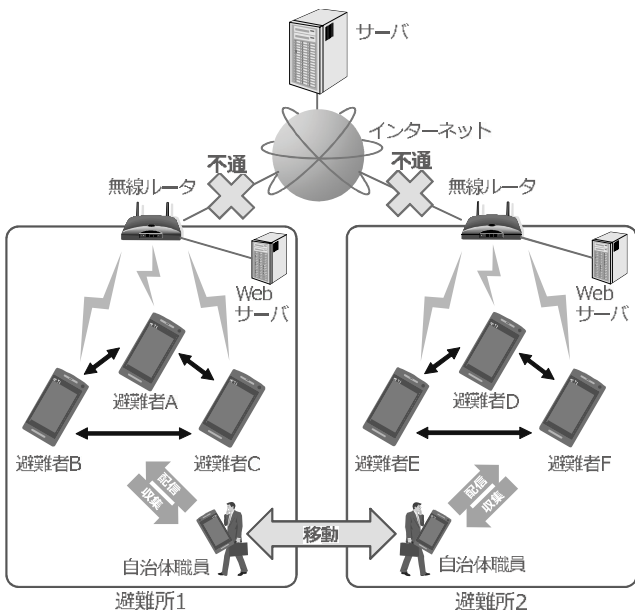 サーバ
インターネット
不通
不通
無線ルータ
無線ルータ
Web
サーバ
Web
サーバ
避難者A
避難者D
避難者B
避難者C
避難者E
避難者F
配信
収集
配信
収集
移動
自治体職員
自治体職員
避難所1
避難所2